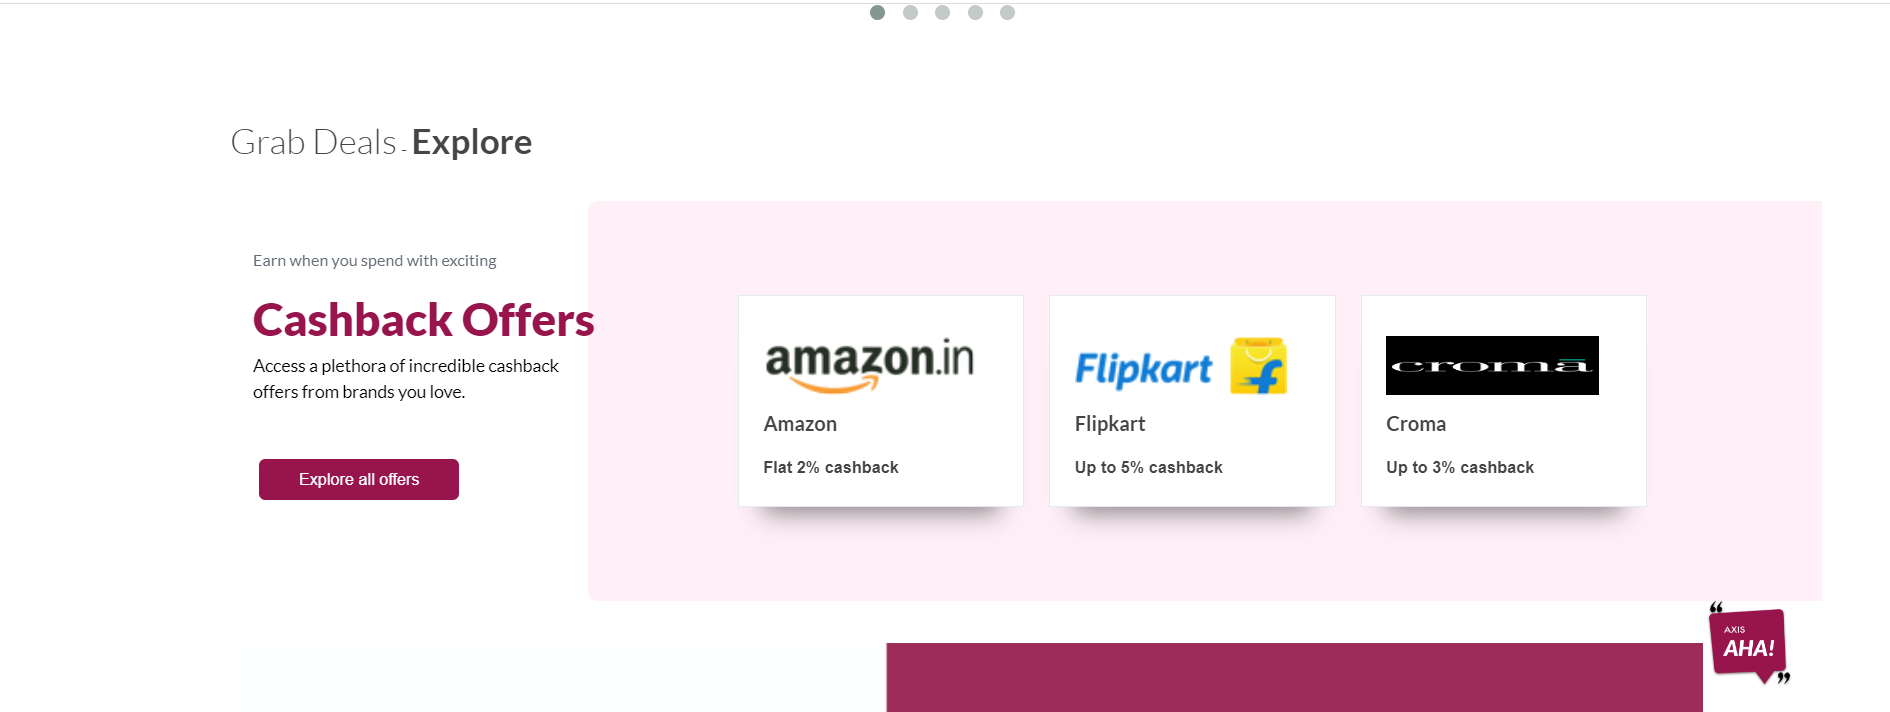 Grab Deals - Explore
Earn when you spend with exciting
Cashback Offers
Access a plethora of incredible cashback
offers from brands you love.
Explore all offers
amazon.in
Amazon
Flat 2% cashback
Flipkart
Flipkart
Up to 5% cashback
cromā
Croma
Up to 3% cashback
“
AXIS
AHA!
”